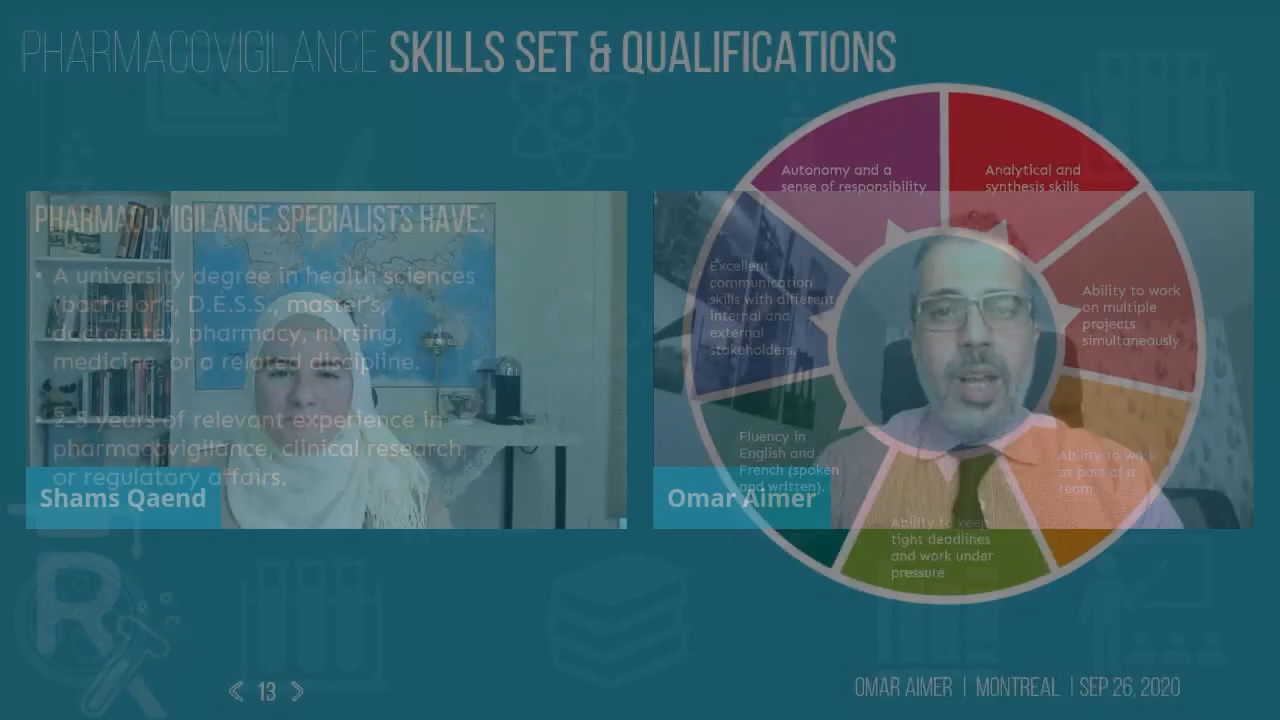 PHARMACOVIGILANCE SKILLS SET & QUALIFICATIONS
PHARMACOVIGILANCE SPECIALISTS HAVE:
• A university degree in health sciences
(bachelor's, D.E.S.S., master's,
doctorate), pharmacy, nursing,
medicine, or a related discipline.
• 2-5 years of relevant experience in
pharmacovigilance, clinical research,
or regulatory affairs.
Shams Qaend
Autonomy and a
sense of responsibility
Analytical and
synthesis skills
Excellent
communication
skills with different
internal and
external
stakeholders.
Ability to work
on multiple
projects
simultaneously
Fluency in
English and
French (spoken
and written).
Ability to work
as part of a
team
Ability to keep
tight deadlines
and work under
pressure
Omar Aimer
R
13
OMAR AIMER | MONTREAL | SEP 26, 2020